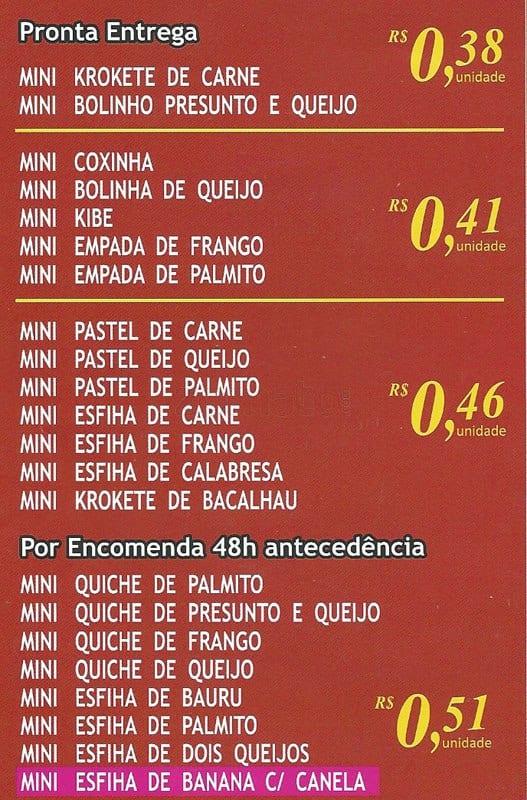 Pronta Entrega
R$ 0,38 unidade
MINI KROKETE DE CARNE
MINI BOLINHO PRESUNTO E QUEIJO
MINI COXINHA
MINI BOLINHA DE QUEIJO
MINI KIBE
MINI EMPADA DE FRANGO
MINI EMPADA DE PALMITO
R$ 0,41 unidade
MINI PASTEL DE CARNE
MINI PASTEL DE QUEIJO
MINI PASTEL DE PALMITO
MINI ESFIHA DE CARNE
MINI ESFIHA DE FRANGO
MINI ESFIHA DE CALABRESA
MINI KROKETE DE BACALHAU
R$ 0,46 unidade
Por Encomenda 48h antecedência
MINI QUICHE DE PALMITO
MINI QUICHE DE PRESUNTO E QUEIJO
MINI QUICHE DE FRANGO
MINI QUICHE DE QUEIJO
MINI ESFIHA DE BAURU
MINI ESFIHA DE PALMITO
MINI ESFIHA DE DOIS QUEIJOS
MINI ESFIHA DE BANANA C/ CANELA
R$ 0,51 unidade